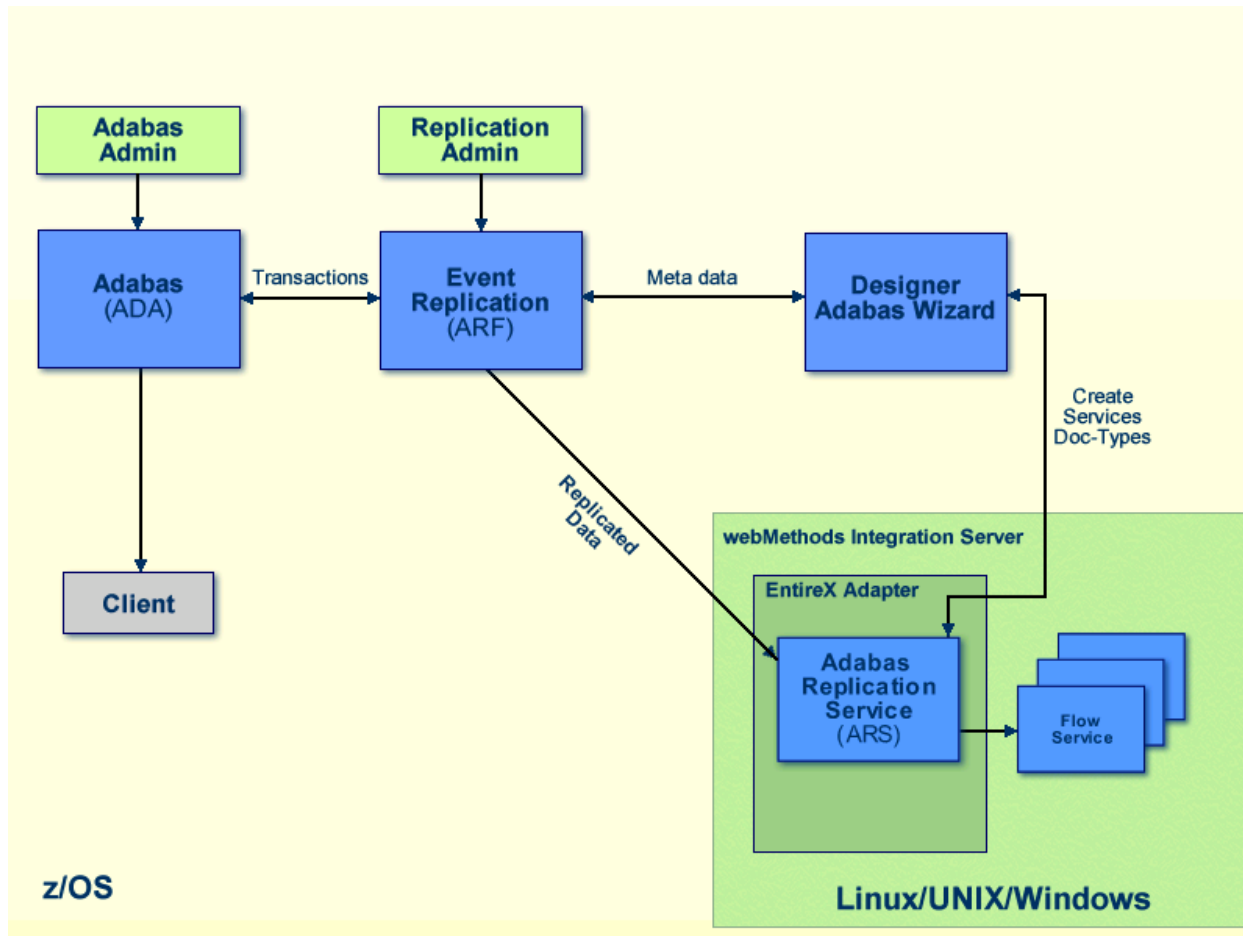 Adabas
Admin
Replication
Admin
Adabas
(ADA)
Transactions
Event
Replication
(ARF)
Meta data
Designer
Adabas Wizard
Create
Services
Doc-Types
Replicated
Data
webMethods Integration Server
EntireX Adapter
Client
Adabas
Replication
Service
(ARS)
Flow
Service
z/OS
Linux/UNIX/Windows